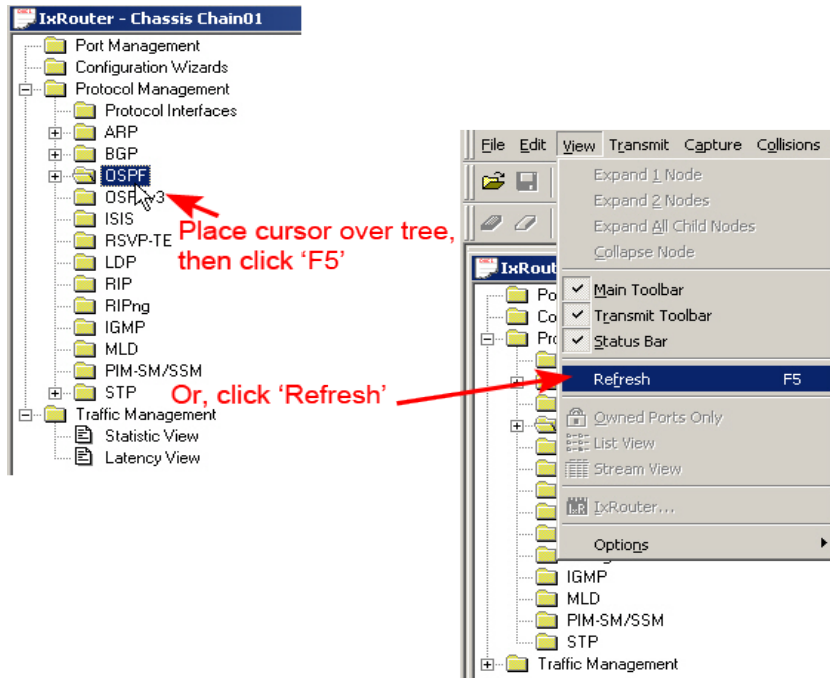 IxRouter - Chassis Chain01
Port Management
Configuration Wizards
Protocol Management
Protocol Interfaces
ARP
BGP
OSPF
ISIS
RSVP-TE
LDP
RIP
RIPng
IGMP
MLD
PIM-SM/SSM
STP
Traffic Management
Statistic View
Latency View
Place cursor over tree,
then click ‘F5’
Or, click ‘Refresh’
File Edit View Transmit Capture Collisions
Expand 1 Node
Expand 2 Nodes
Expand All Child Nodes
Collapse Node
Main Toolbar
Transmit Toolbar
Status Bar
Refresh F5
Owned Ports Only
List View
Stream View
IxRouter...
Options
IxRout
Po
Co
Pro
IGMP
MLD
PIM-SM/SSM
STP
Traffic Management